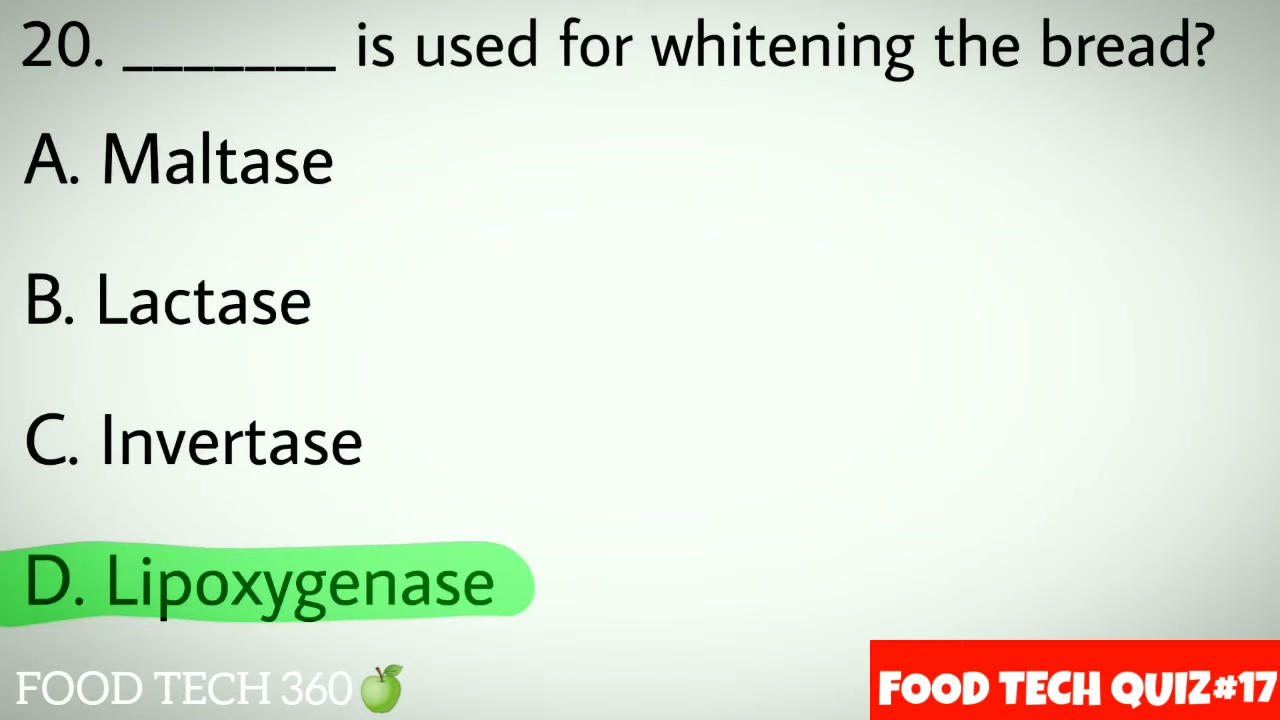 20. _______ is used for whitening the bread?
A. Maltase
B. Lactase
C. Invertase
D. Lipoxygenase
FOOD TECH 360
FOOD TECH QUIZ#17